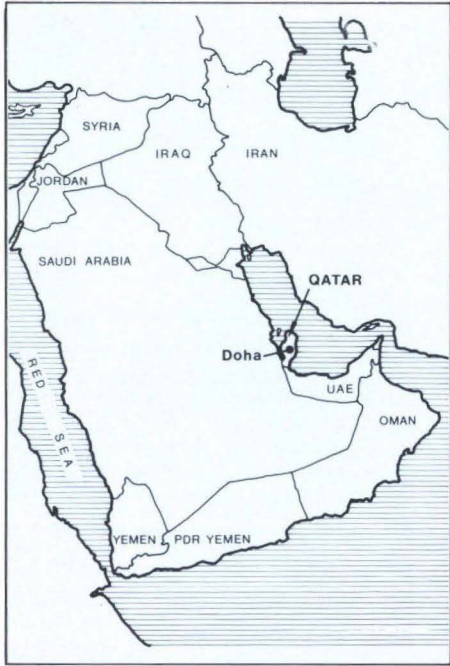 SYRIA
IRAQ
IRAN
JORDAN
SAUDI ARABIA
QATAR
Doha
UAE
OMAN
RED SEA
YEMEN
PDR YEMEN